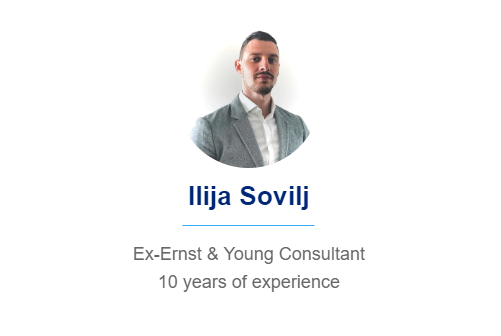 Ilija Sovilj
Ex-Ernst & Young Consultant
10 years of experience